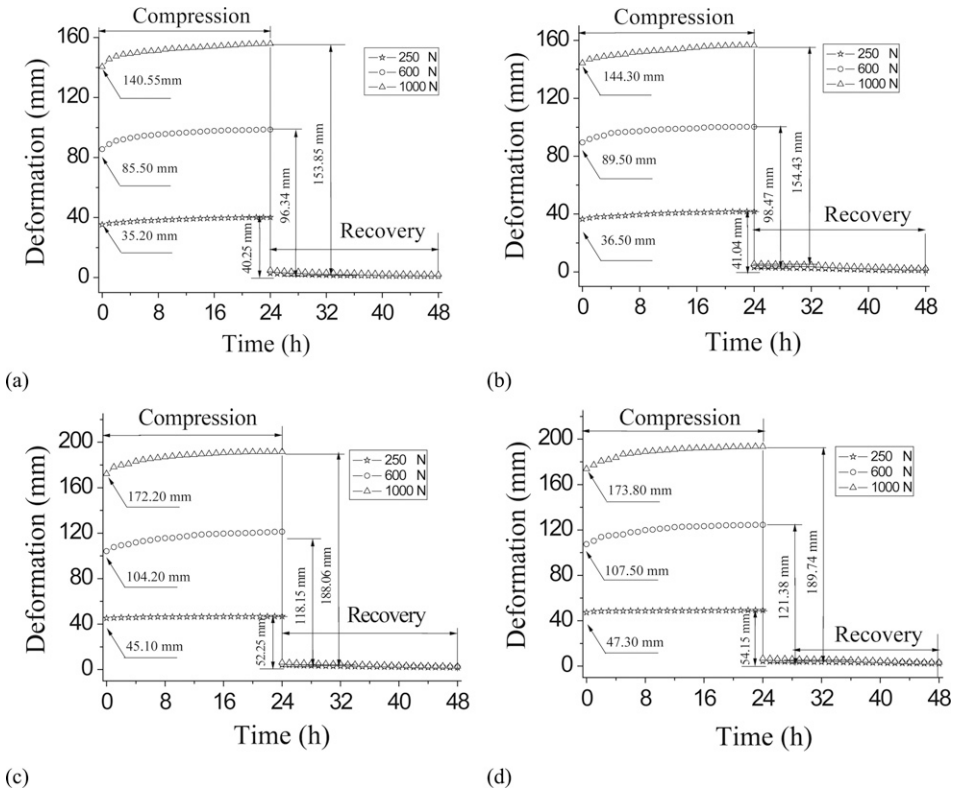 (a)
Compression
160
120
80
40
0
Deformation (mm)
140.55mm
85.50 mm
35.20 mm
250 N
600 N
1000 N
153.85 mm
96.34 mm
40.25 mm
Recovery
0 8 16 24 32 40 48
Time (h)
(b)
Compression
160
120
80
40
0
Deformation (mm)
144.30 mm
89.50 mm
36.50 mm
250 N
600 N
1000 N
154.43 mm
98.47 mm
41.04 mm
Recovery
0 8 16 24 32 40 48
Time (h)
(c)
Compression
200
160
120
80
40
0
Deformation (mm)
172.20 mm
104.20 mm
45.10 mm
250 N
600 N
1000 N
188.06 mm
118.15 mm
52.25 mm
Recovery
0 8 16 24 32 40 48
Time (h)
(d)
Compression
200
160
120
80
40
0
Deformation (mm)
173.80 mm
107.50 mm
47.30 mm
250 N
600 N
1000 N
189.74 mm
121.38 mm
54.15 mm
Recovery
0 8 16 24 32 40 48
Time (h)